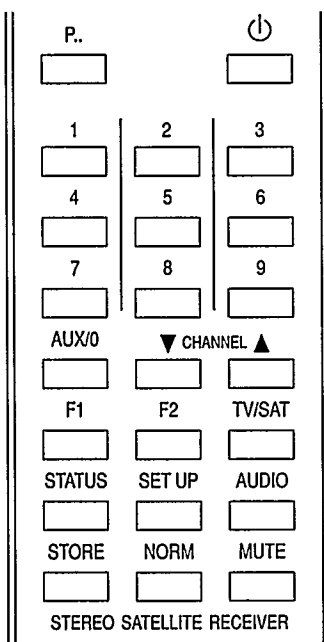 P..
1 2 3
4 5 6
7 8 9
AUX/0 ▼ CHANNEL ▲
F1 F2 TV/SAT
STATUS SET UP AUDIO
STORE NORM MUTE
STEREO SATELLITE RECEIVER